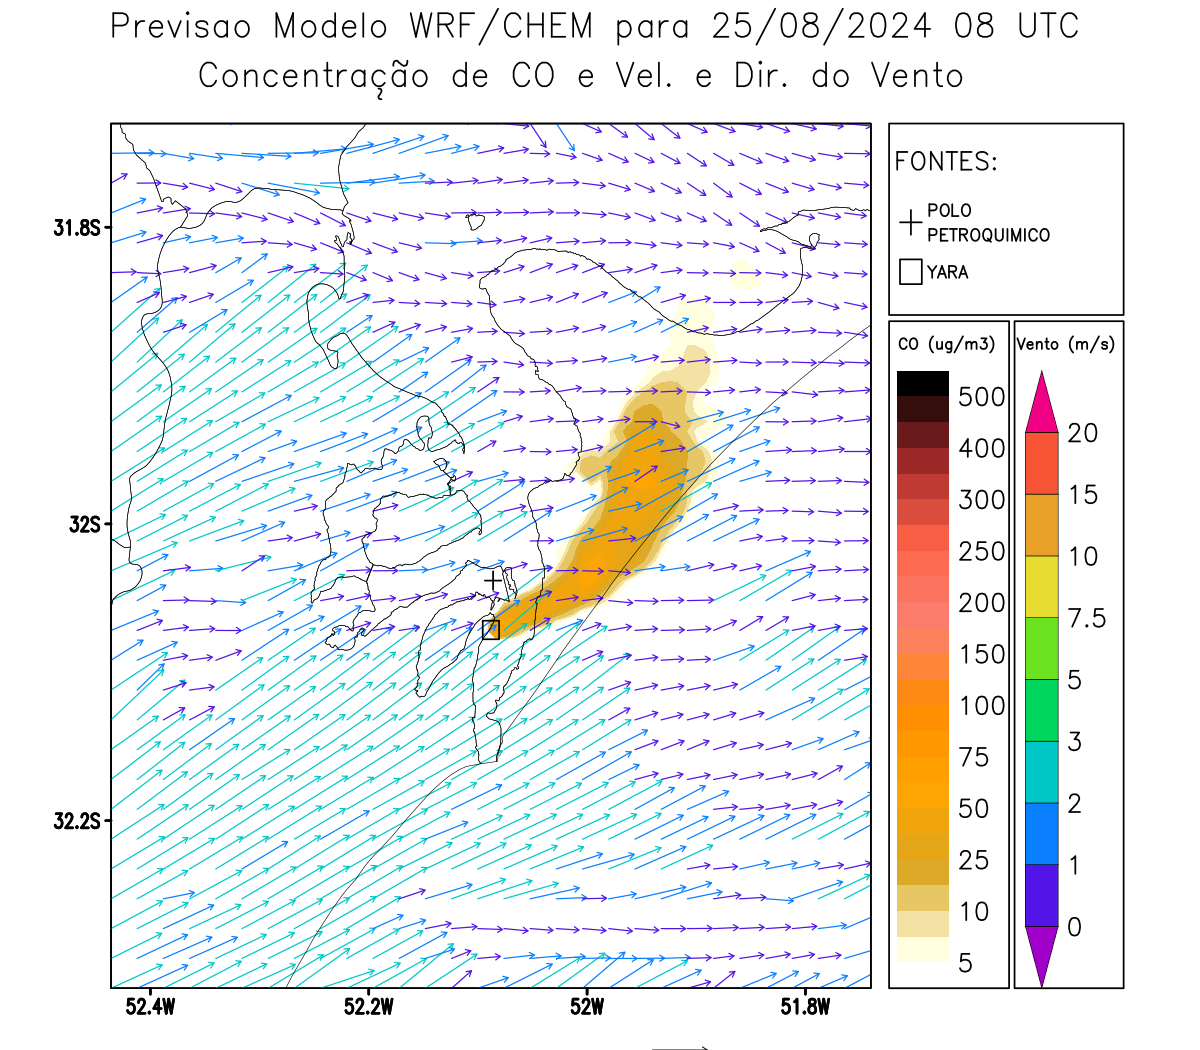 Previsao Modelo WRF/CHEM para 25/08/2024 08 UTC
Concentração de CO e Vel. e Dir. do Vento
FONTES:
POLO
PETROQUIMICO
YARA
31.8S
32S
32.2S
52.4W
52.2W
52W
51.8W
CO (ug/m3)
500
400
300
250
200
150
100
75
50
25
10
5
Vento (m/s)
20
15
10
7.5
5
3
2
1
0